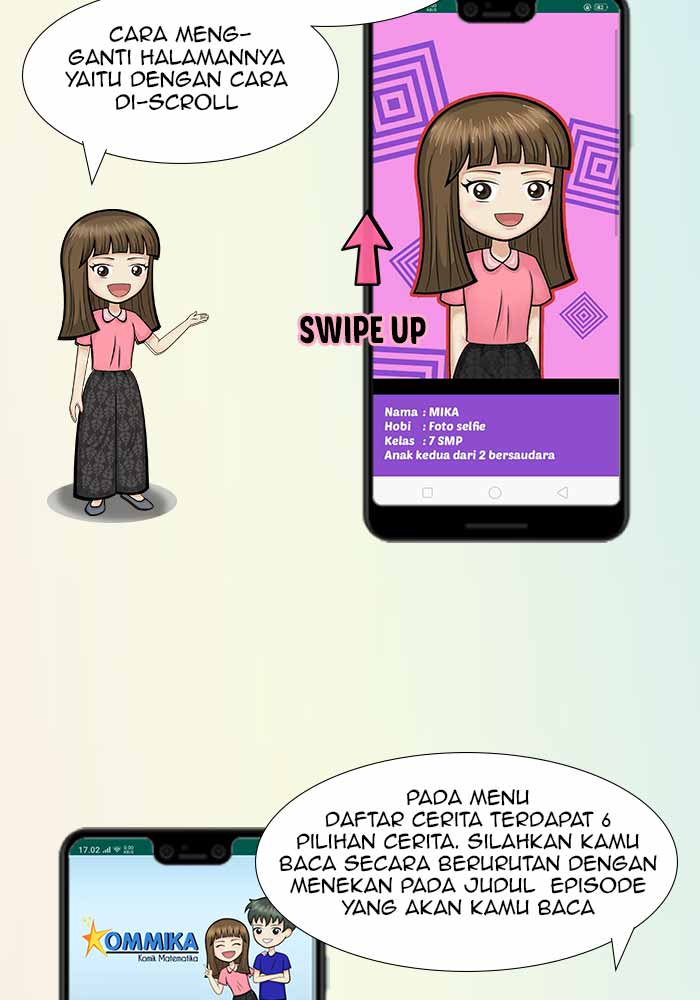 CARA MENG-
GANTI HALAMANNYA
YAITU DENGAN CARA
DI-SCROLL
SWIPE UP
Nama : MIKA
Hobi : Foto selfie
Kelas : 7 SMP
Anak kedua dari 2 bersaudara
PADA MENU
DAFTAR CERITA TERDAPAT 6
PILIHAN CERITA. SILAHKAN KAMU
BACA SECARA BERURUTAN DENGAN
MENEKAN PADA JUDUL EPISODE
YANG AKAN KAMU BACA
17.02
KOMMIKA
Komik Matematika